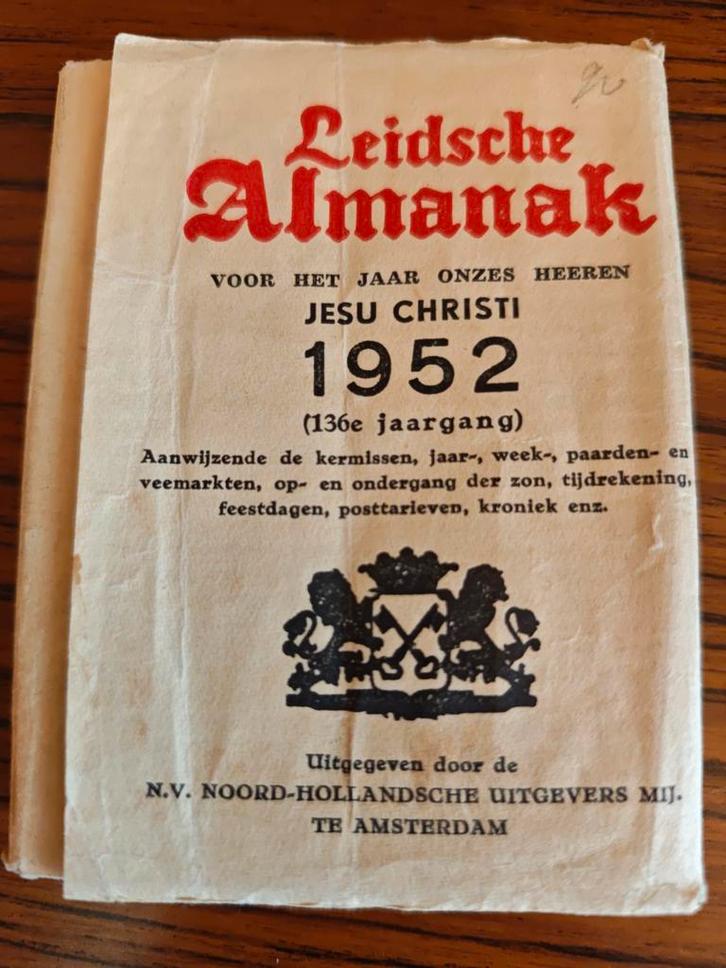 Leidsche
Almanak
VOOR HET JAAR ONZES HEEREN
JESU CHRISTI
1952
(136e jaargang)
Aanwijzende de kermissen, jaar-, week-, paarden- en
veemarkten, op- en ondergang der zon, tijdrekening,
feestdagen, posttarieven, kroniek enz.
Uitgegeven door de
N.V. NOORD-HOLLANDSCHE UITGEVERS MIJ.
TE AMSTERDAM